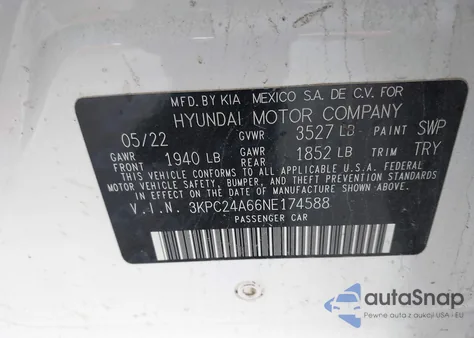 MFD. BY KIA MEXICO S.A. DE C.V. FOR
HYUNDAI MOTOR COMPANY
05/22 GVWR 3527 LB PAINT SWP
GAWR FRONT 1940 LB GAWR REAR 1852 LB TRIM TRY
THIS VEHICLE CONFORMS TO ALL APPLICABLE U.S.A. FEDERAL
MOTOR VEHICLE SAFETY, BUMPER, AND THEFT PREVENTION STANDARDS
IN EFFECT ON THE DATE OF MANUFACTURE SHOWN ABOVE.
V.I.N. 3KPC24A66NE174588
PASSENGER CAR
autaSnap
Pewne auta z aukcji USA i EU